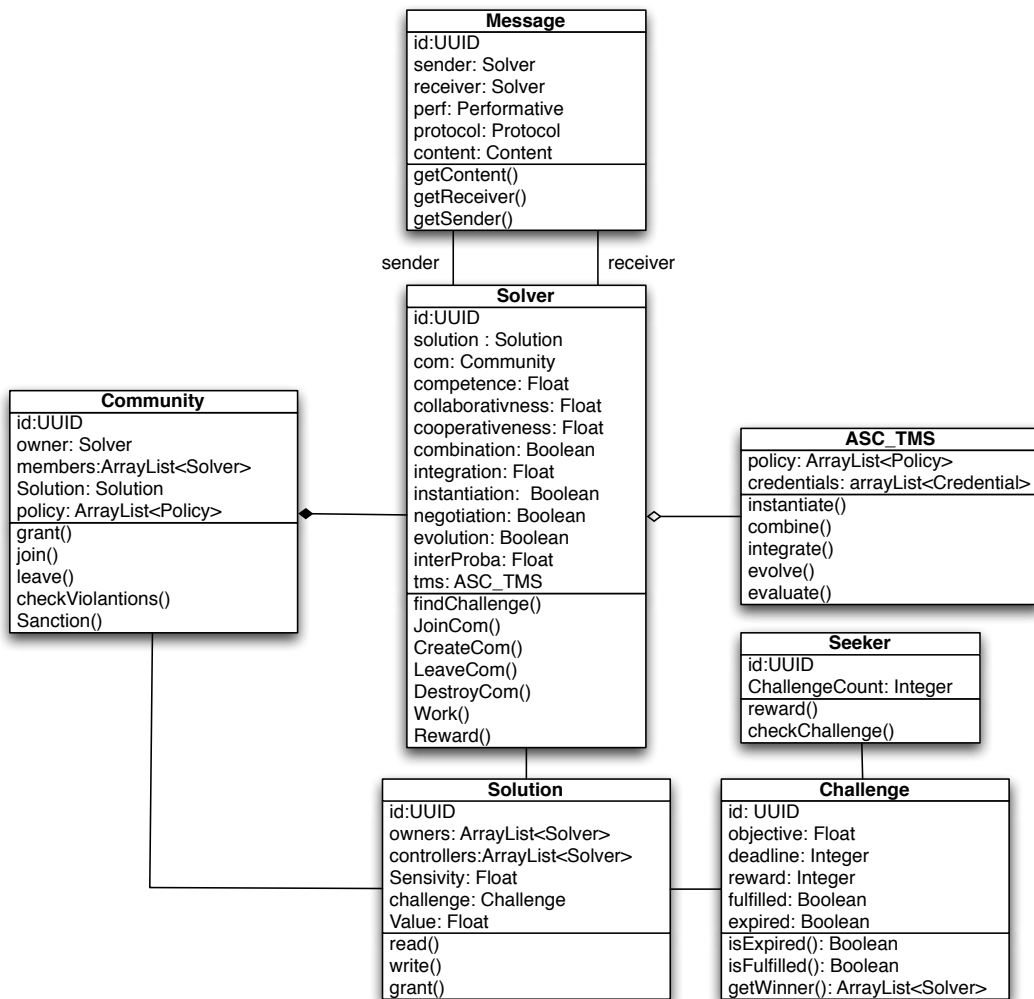 Message
id:UUID
sender: Solver
receiver: Solver
perf: Performative
protocol: Protocol
content: Content
getContent()
getReceiver()
getSender()
sender
receiver
Solver
id:UUID
solution : Solution
com: Community
competence: Float
collaborativness: Float
cooperativeness: Float
combination: Boolean
integration: Float
instantiation:  Boolean
negotiation: Boolean
evolution: Boolean
interProba: Float
tms: ASC_TMS
findChallenge()
JoinCom()
CreateCom()
LeaveCom()
DestroyCom()
Work()
Reward()
Community
id:UUID
owner: Solver
members:ArrayList<Solver>
Solution: Solution
policy: ArrayList<Policy>
grant()
join()
leave()
checkViolantions()
Sanction()
ASC_TMS
policy: ArrayList<Policy>
credentials: arrayList<Credential>
instantiate()
combine()
integrate()
evolve()
evaluate()
Seeker
id:UUID
ChallengeCount: Integer
reward()
checkChallenge()
Solution
id:UUID
owners: ArrayList<Solver>
controllers:ArrayList<Solver>
Sensivity: Float
challenge: Challenge
Value: Float
read()
write()
grant()
Challenge
id: UUID
objective: Float
deadline: Integer
reward: Integer
fulfilled: Boolean
expired: Boolean
isExpired(): Boolean
isFulfilled(): Boolean
getWinner(): ArrayList<Solver>